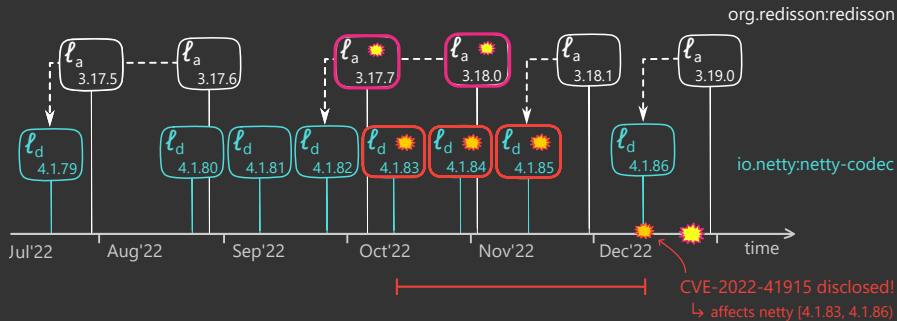 org.redisson:redisson
ℓa 3.17.5
ℓa 3.17.6
ℓa 3.17.7
ℓa 3.18.0
ℓa 3.18.1
ℓa 3.19.0
ℓd 4.1.79
ℓd 4.1.80
ℓd 4.1.81
ℓd 4.1.82
ℓd 4.1.83
ℓd 4.1.84
ℓd 4.1.85
ℓd 4.1.86
io.netty:netty-codec
Jul'22 Aug'22 Sep'22 Oct'22 Nov'22 Dec'22 time
CVE-2022-41915 disclosed!
↳ affects netty [4.1.83, 4.1.86)